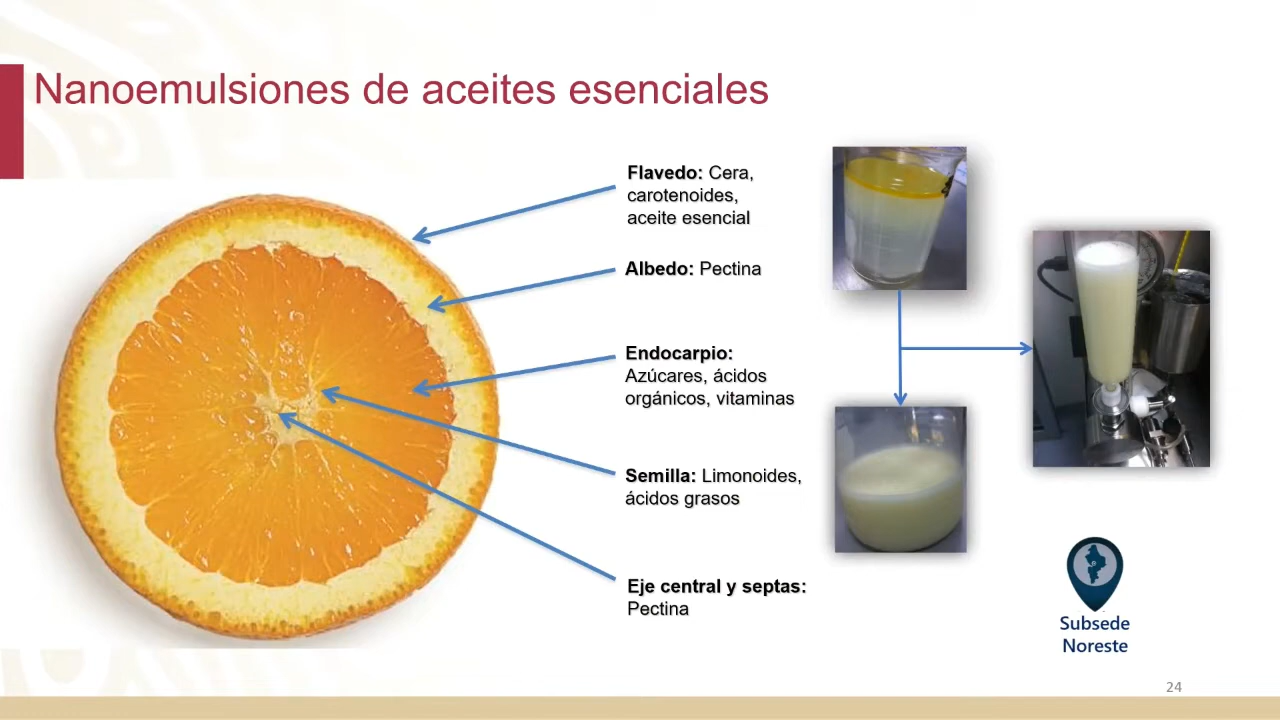 Nanoemulsiones de aceites esenciales
Flavedo: Cera,
carotenoides,
aceite esencial
Albedo: Pectina
Endocarpio:
Azúcares, ácidos
orgánicos, vitaminas
Semilla: Limonoides,
ácidos grasos
Eje central y septas:
Pectina
Subsede
Noreste
24